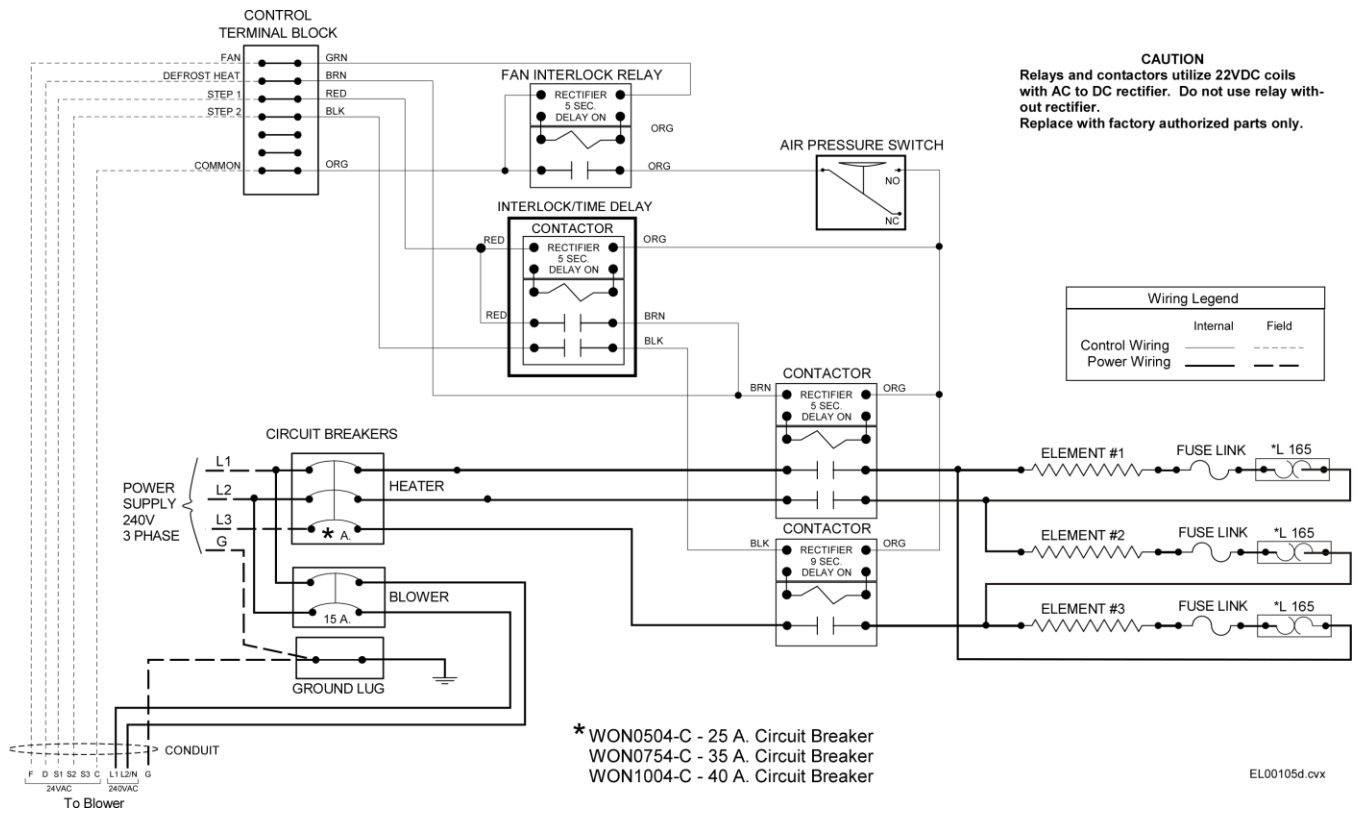 CONTROL
TERMINAL BLOCK
FAN
GRN
DEFROST HEAT
BRN
STEP 1
RED
STEP 2
BLK
COMMON
ORG
FAN INTERLOCK RELAY
RECTIFIER
5 SEC.
DELAY ON
ORG
ORG
CAUTION
Relays and contactors utilize 22VDC coils
with AC to DC rectifier. Do not use relay with-
out rectifier.
Replace with factory authorized parts only.
AIR PRESSURE SWITCH
NO
NC
INTERLOCK/TIME DELAY
CONTACTOR
RED
RECTIFIER
5 SEC.
DELAY ON
ORG
RED
BRN
BLK
Wiring Legend
Internal
Field
Control Wiring
Power Wiring
CONTACTOR
BRN
RECTIFIER
5 SEC.
DELAY ON
ORG
CIRCUIT BREAKERS
L1
L2
L3
G
POWER
SUPPLY
240V
3 PHASE
HEATER
* A.
BLOWER
15 A.
GROUND LUG
CONTACTOR
BLK
RECTIFIER
9 SEC.
DELAY ON
ORG
ELEMENT #1
FUSE LINK
*L 165
ELEMENT #2
FUSE LINK
*L 165
ELEMENT #3
FUSE LINK
*L 165
CONDUIT
F D S1 S2 S3 C L1 L2/N G
24VAC 240VAC
To Blower
* WON0504-C - 25 A. Circuit Breaker
WON0754-C - 35 A. Circuit Breaker
WON1004-C - 40 A. Circuit Breaker
EL00105d.cvx